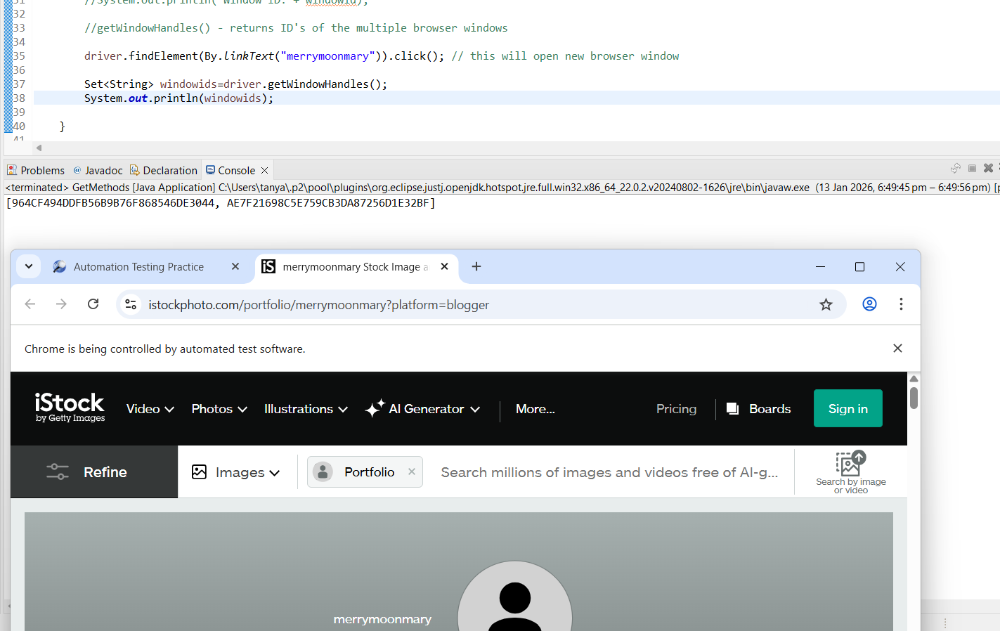 31 //System.out.println("Window ID:"+ windowid);
32
33 //getWindowHandles() - returns ID's of the multiple browser windows
34
35 driver.findElement(By.linkText("merrymoonmary")).click(); // this will open new browser window
36
37 Set<String> windowids=driver.getWindowHandles();
38 System.out.println(windowids);
39
40 }
41
Problems @ Javadoc Declaration Console
<terminated> GetMethods [Java Application] C:\Users\tanya\.p2\pool\plugins\org.eclipse.justj.openjdk.hotspot.jre.full.win32.x86_64_22.0.2.v20240802-1626\jre\bin\javaw.exe (13 Jan 2026, 6:49:45 pm – 6:49:56 pm) [p
[964CF494DDFB56B9B76F868546DE3044, AE7F21698C5E759CB3DA87256D1E32BF]
Automation Testing Practice iS merrymoonmary Stock Image a
istockphoto.com/portfolio/merrymoonmary?platform=blogger
Chrome is being controlled by automated test software.
iStock
by Getty Images
Video Photos Illustrations AI Generator More... Pricing Boards Sign in
Refine Images Portfolio Search millions of images and videos free of AI-g...
Search by image
or video
merrymoonmary